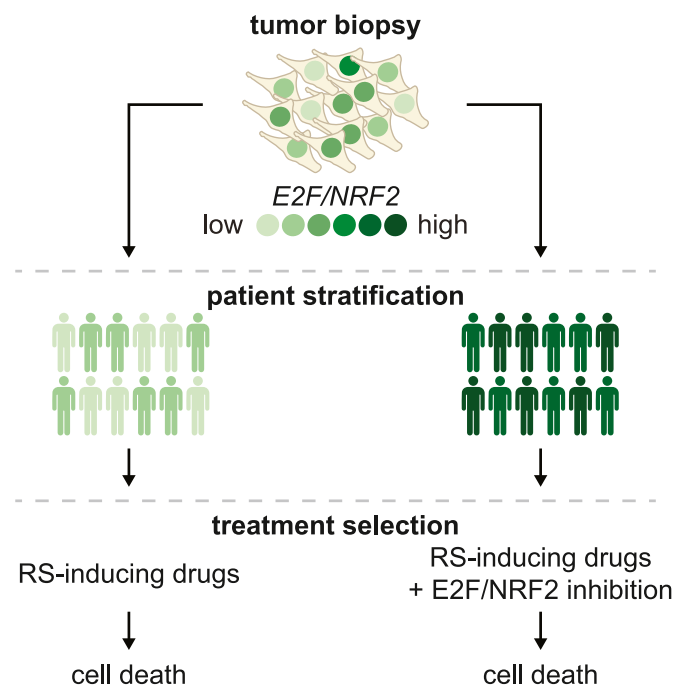 tumor biopsy
E2F/NRF2
low high
patient stratification
treatment selection
RS-inducing drugs
RS-inducing drugs
+ E2F/NRF2 inhibition
cell death
cell death